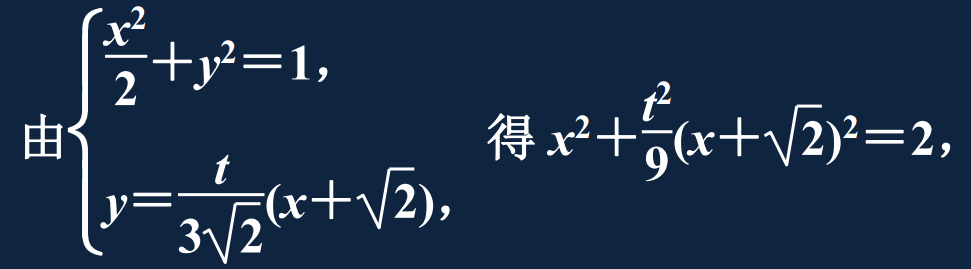 由{x²/2+y²=1, y=t/(3√2)(x+√2), 得 x²+t²/9(x+√2)²=2,